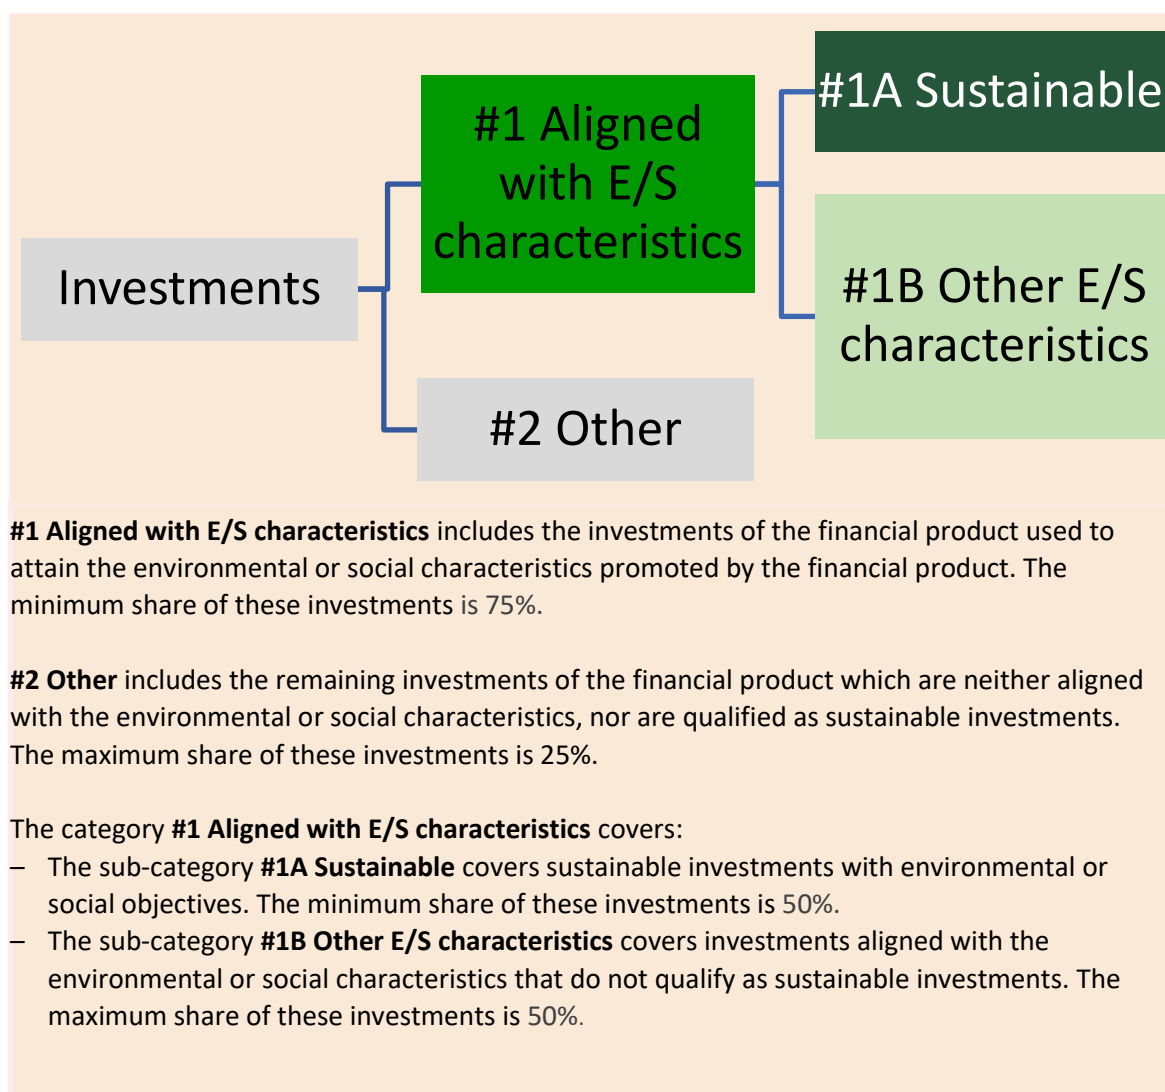 #1A Sustainable
#1 Aligned
with E/S
characteristics
Investments
#1B Other E/S
characteristics
#2 Other
#1 Aligned with E/S characteristics includes the investments of the financial product used to
attain the environmental or social characteristics promoted by the financial product. The
minimum share of these investments is 75%.
#2 Other includes the remaining investments of the financial product which are neither aligned
with the environmental or social characteristics, nor are qualified as sustainable investments.
The maximum share of these investments is 25%.
The category #1 Aligned with E/S characteristics covers:
– The sub-category #1A Sustainable covers sustainable investments with environmental or
social objectives. The minimum share of these investments is 50%.
– The sub-category #1B Other E/S characteristics covers investments aligned with the
environmental or social characteristics that do not qualify as sustainable investments. The
maximum share of these investments is 50%.